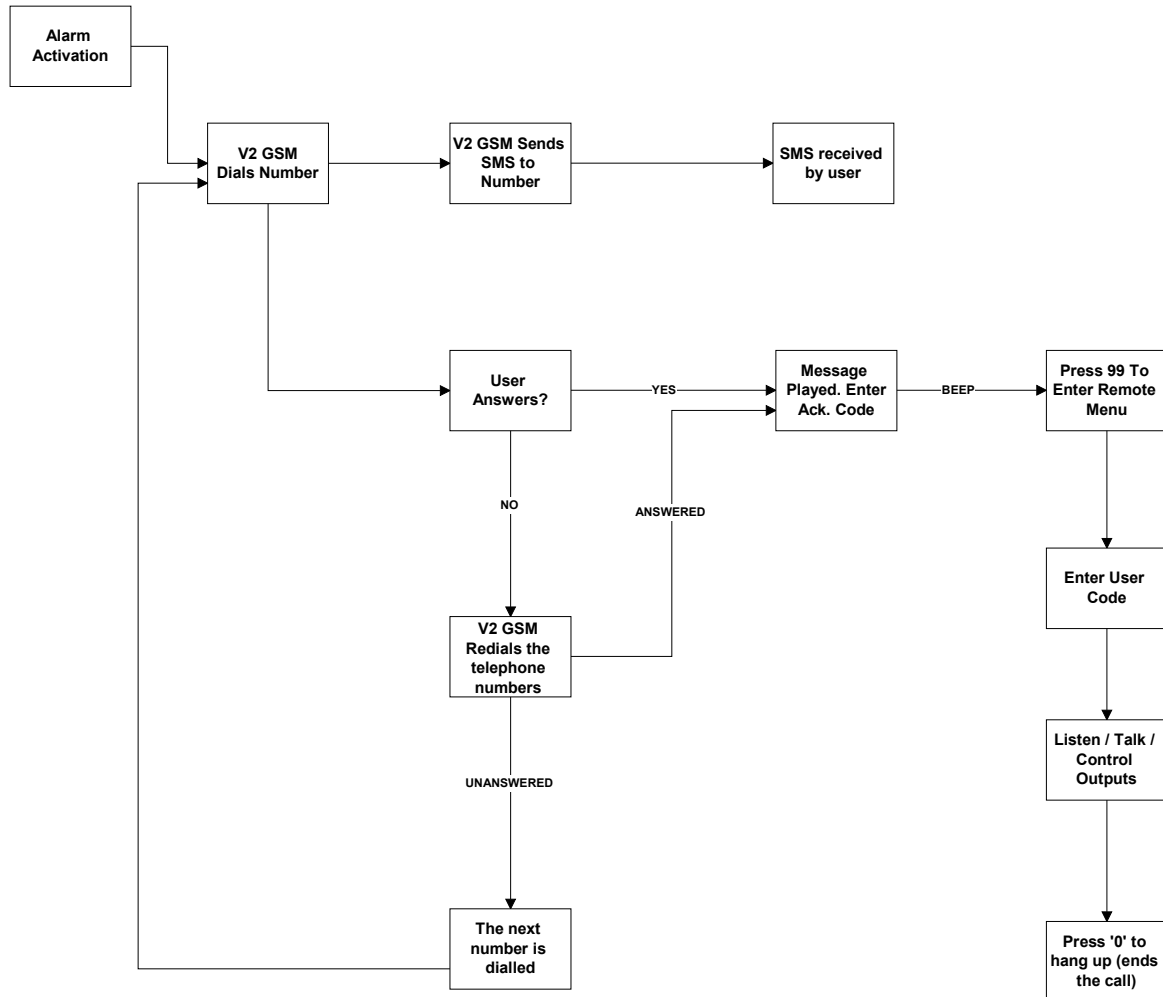 Alarm
Activation
V2 GSM
Dials Number
V2 GSM Sends
SMS to
Number
SMS received
by user
User
Answers?
YES
Message
Played. Enter
Ack. Code
BEEP
Press 99 To
Enter Remote
Menu
NO
ANSWERED
Enter User
Code
V2 GSM
Redials the
telephone
numbers
Listen / Talk /
Control
Outputs
UNANSWERED
The next
number is
dialled
Press '0' to
hang up (ends
the call)